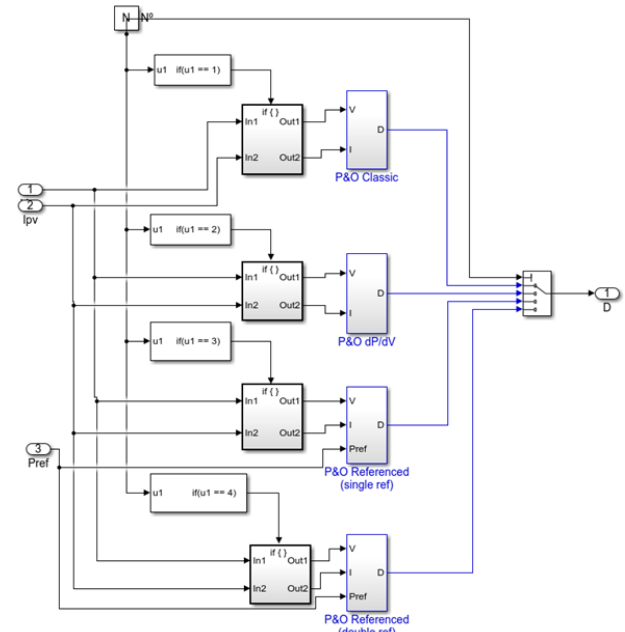 N N°
u1 if(u1 == 1)
if { }
In1 Out1
In2 Out2
V
D
I
P&O Classic
1
2
Ipv
u1 if(u1 == 2)
if { }
In1 Out1
In2 Out2
V
D
I
P&O dP/dV
1
D
u1 if(u1 == 3)
if { }
In1 Out1
In2 Out2
V
I D
Pref
P&O Referenced
(single ref)
3
Pref
u1 if(u1 == 4)
if { }
In1 Out1
In2 Out2
V
I D
Pref
P&O Referenced
(double ref)